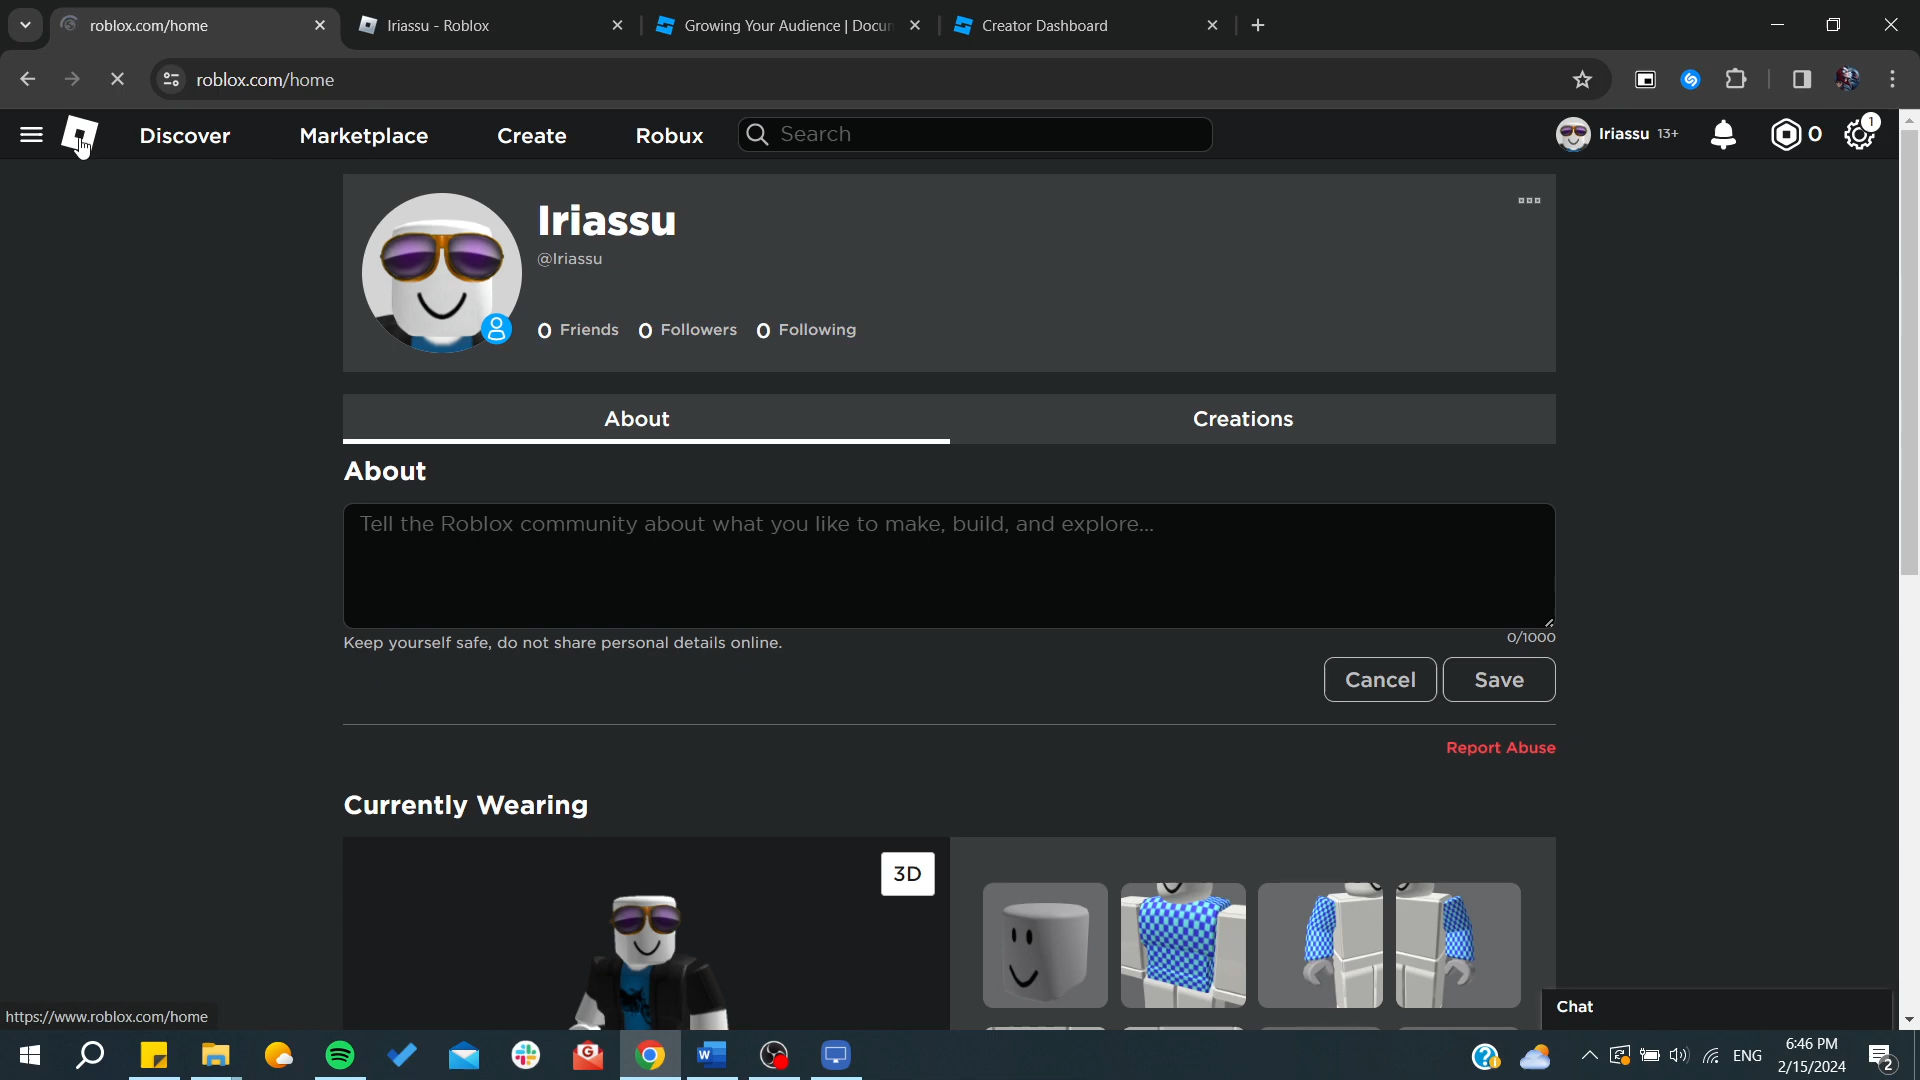 roblox.com/home
Iriassu - Roblox
Growing Your Audience | Docu
Creator Dashboard
roblox.com/home
Discover
Marketplace
Create
Robux
Search
Iriassu 13+
0
1
Iriassu
@Iriassu
0 Friends 0 Followers 0 Following
About
Creations
About
Tell the Roblox community about what you like to make, build, and explore...
0/1000
Keep yourself safe, do not share personal details online.
Cancel
Save
Report Abuse
Currently Wearing
3D
Chat
https://www.roblox.com/home
ENG
6:46 PM
2/15/2024
2